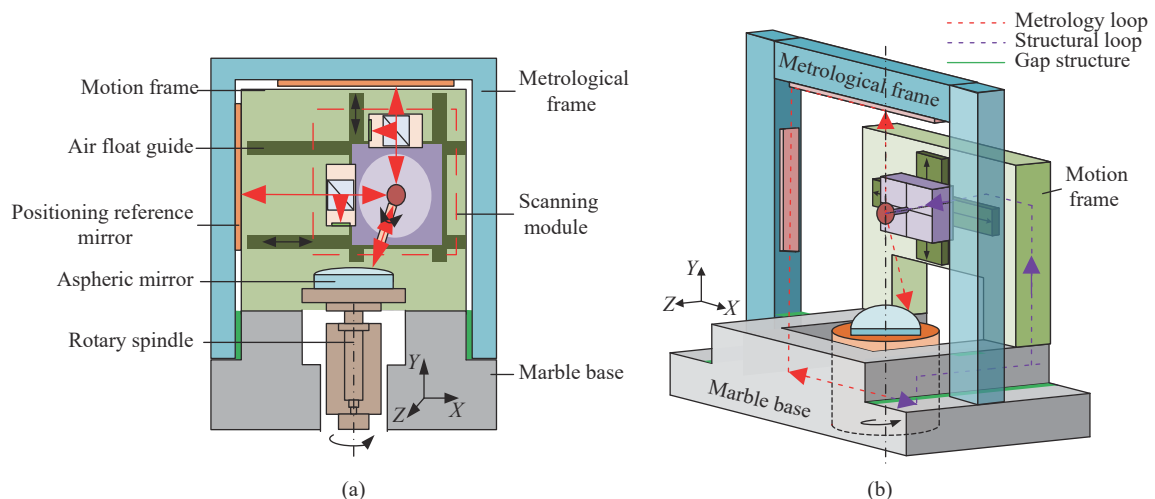 Motion frame
Air float guide
Positioning reference
mirror
Aspheric mirror
Rotary spindle
Metrological
frame
Scanning
module
Marble base
Y
X
Z
(a)
Metrology loop
Structural loop
Gap structure
Metrological frame
Motion
frame
Y
Z
X
Marble base
(b)